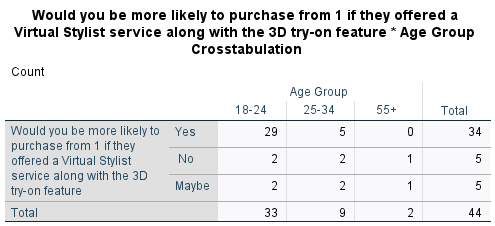 Would you be more likely to purchase from 1 if they offered a
Virtual Stylist service along with the 3D try-on feature * Age Group
Crosstabulation
Count
Age Group
18-24 25-34 55+ Total
Would you be more likely to Yes 29 5 0 34
purchase from 1 if they
offered a Virtual Stylist No 2 2 1 5
service along with the 3D
try-on feature Maybe 2 2 1 5
Total 33 9 2 44